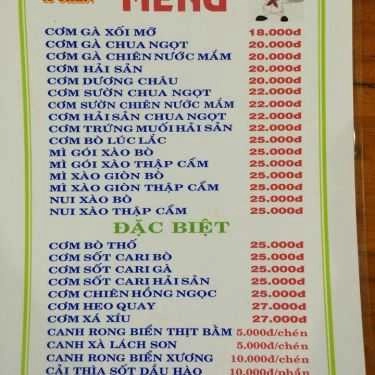 MENU
CƠM GÀ XỐI MỠ 18.000đ
CƠM GÀ CHUA NGỌT 20.000đ
CƠM GÀ CHIÊN NƯỚC MẮM 20.000đ
CƠM HẢI SẢN 20.000đ
CƠM DƯƠNG CHÂU 20.000đ
CƠM SƯỜN CHUA NGỌT 22.000đ
CƠM SƯỜN CHIÊN NƯỚC MẮM 22.000đ
CƠM HẢI SẢN CHUA NGỌT 22.000đ
CƠM TRỨNG MUỐI HẢI SẢN 22.000đ
CƠM BÒ LÚC LẮC 25.000đ
MÌ GÓI XÀO BÒ 25.000đ
MÌ GÓI XÀO THẬP CẨM 25.000đ
MÌ XÀO GIÒN BÒ 25.000đ
MÌ XÀO GIÒN THẬP CẨM 25.000đ
NUI XÀO BÒ 25.000đ
NUI XÀO THẬP CẨM 25.000đ
ĐẶC BIỆT
CƠM BÒ THỐ 25.000đ
CƠM SỐT CARI BÒ 25.000đ
CƠM SỐT CARI GÀ 25.000đ
CƠM SỐT CARI HẢI SẢN 25.000đ
CƠM CHIÊN HỒNG NGỌC 25.000đ
CƠM HEO QUAY 27.000đ
CƠM XÁ XÍU 27.000đ
CANH RONG BIỂN THỊT BẰM 5.000đ/chén
CANH XÀ LÁCH SON 5.000đ/chén
CANH RONG BIỂN XƯƠNG 10.000đ/chén
CẢI THÌA SỐT DẦU HÀO 10.000đ/phần